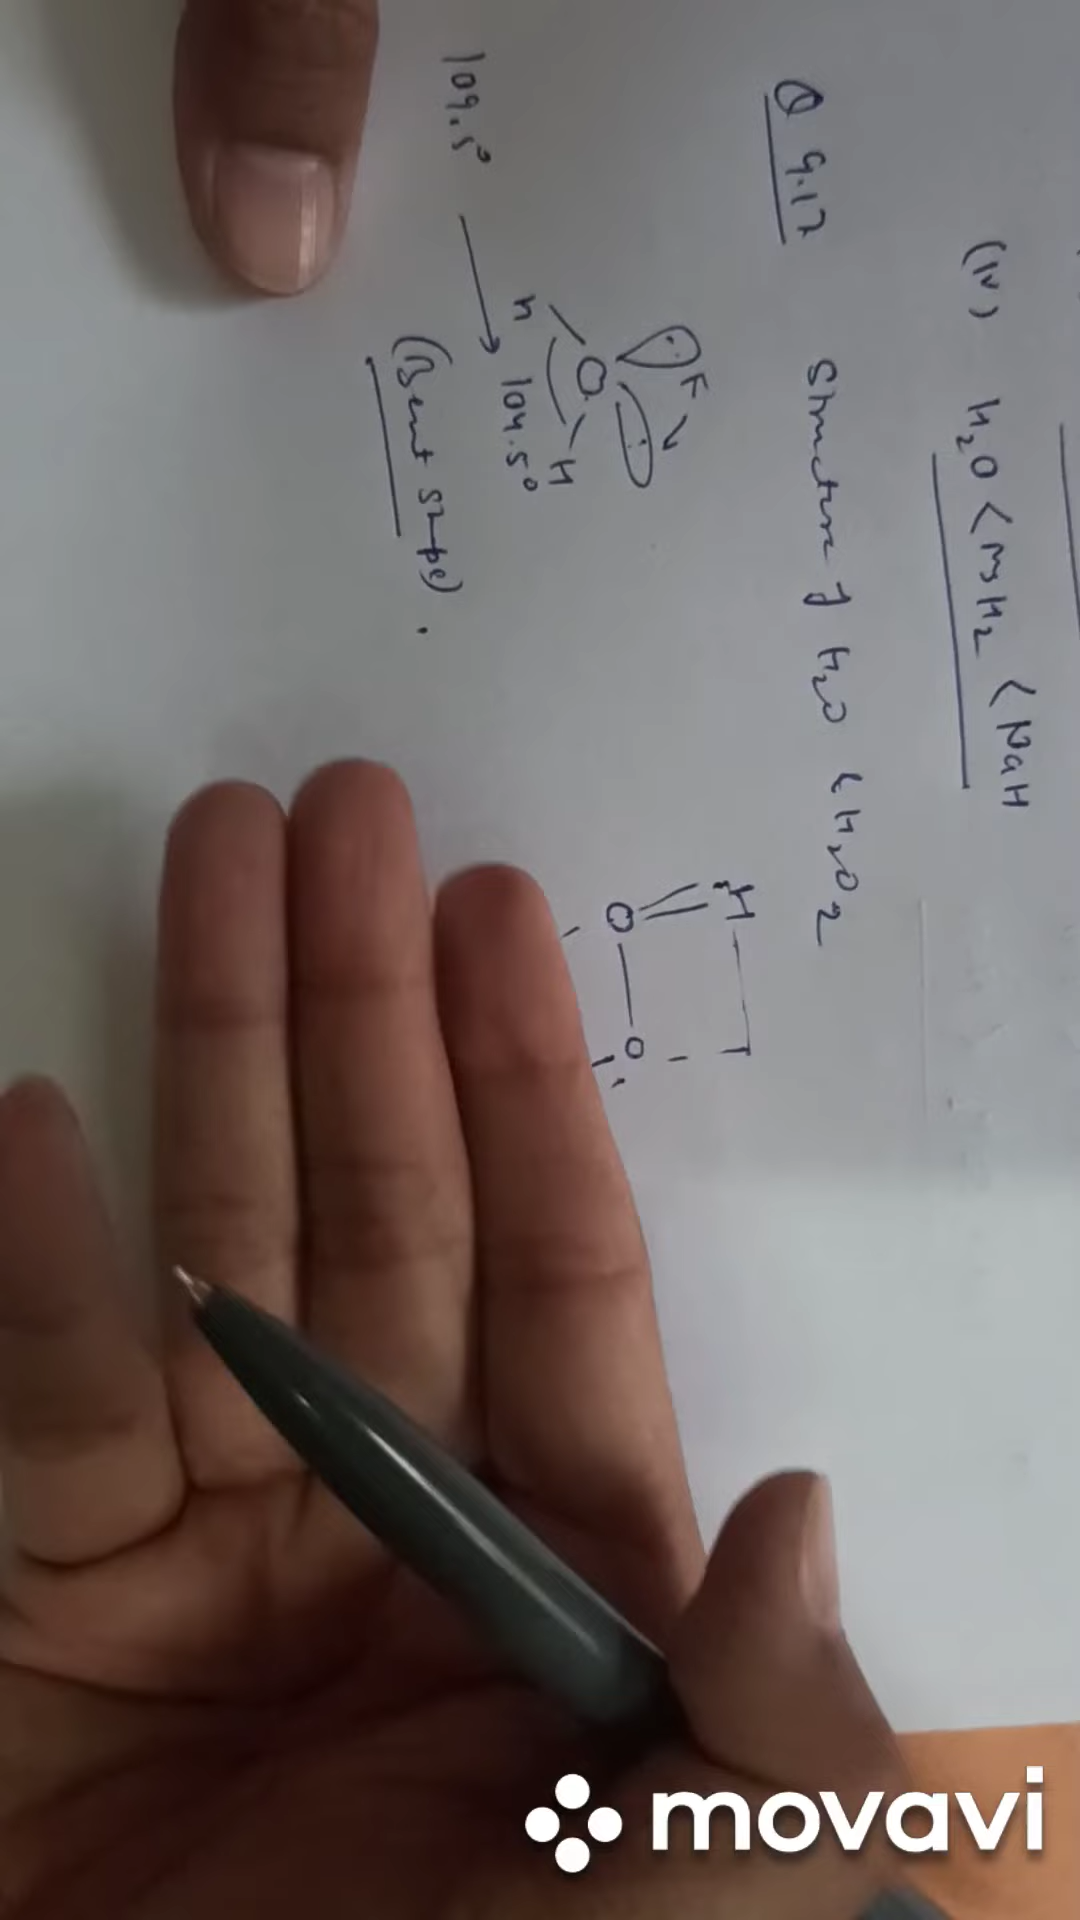 (iv) H₂O < MgH₂ < NaH
Q 9.17 Structure of H₂O & H₂O₂
F
H O H
109.5° → 104.5°
(Bent shape).
H
O — O
movavi